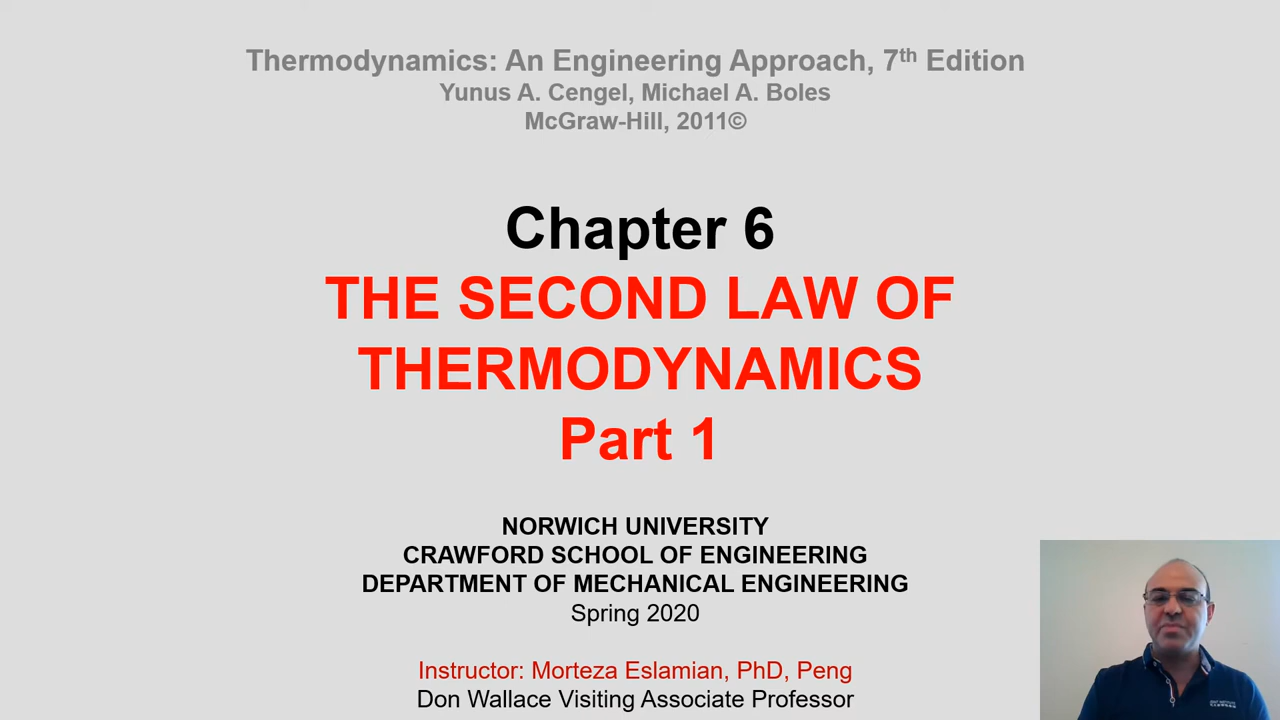 Thermodynamics: An Engineering Approach, 7th Edition
Yunus A. Cengel, Michael A. Boles
McGraw-Hill, 2011©
Chapter 6
THE SECOND LAW OF
THERMODYNAMICS
Part 1
NORWICH UNIVERSITY
CRAWFORD SCHOOL OF ENGINEERING
DEPARTMENT OF MECHANICAL ENGINEERING
Spring 2020
Instructor: Morteza Eslamian, PhD, Peng
Don Wallace Visiting Associate Professor